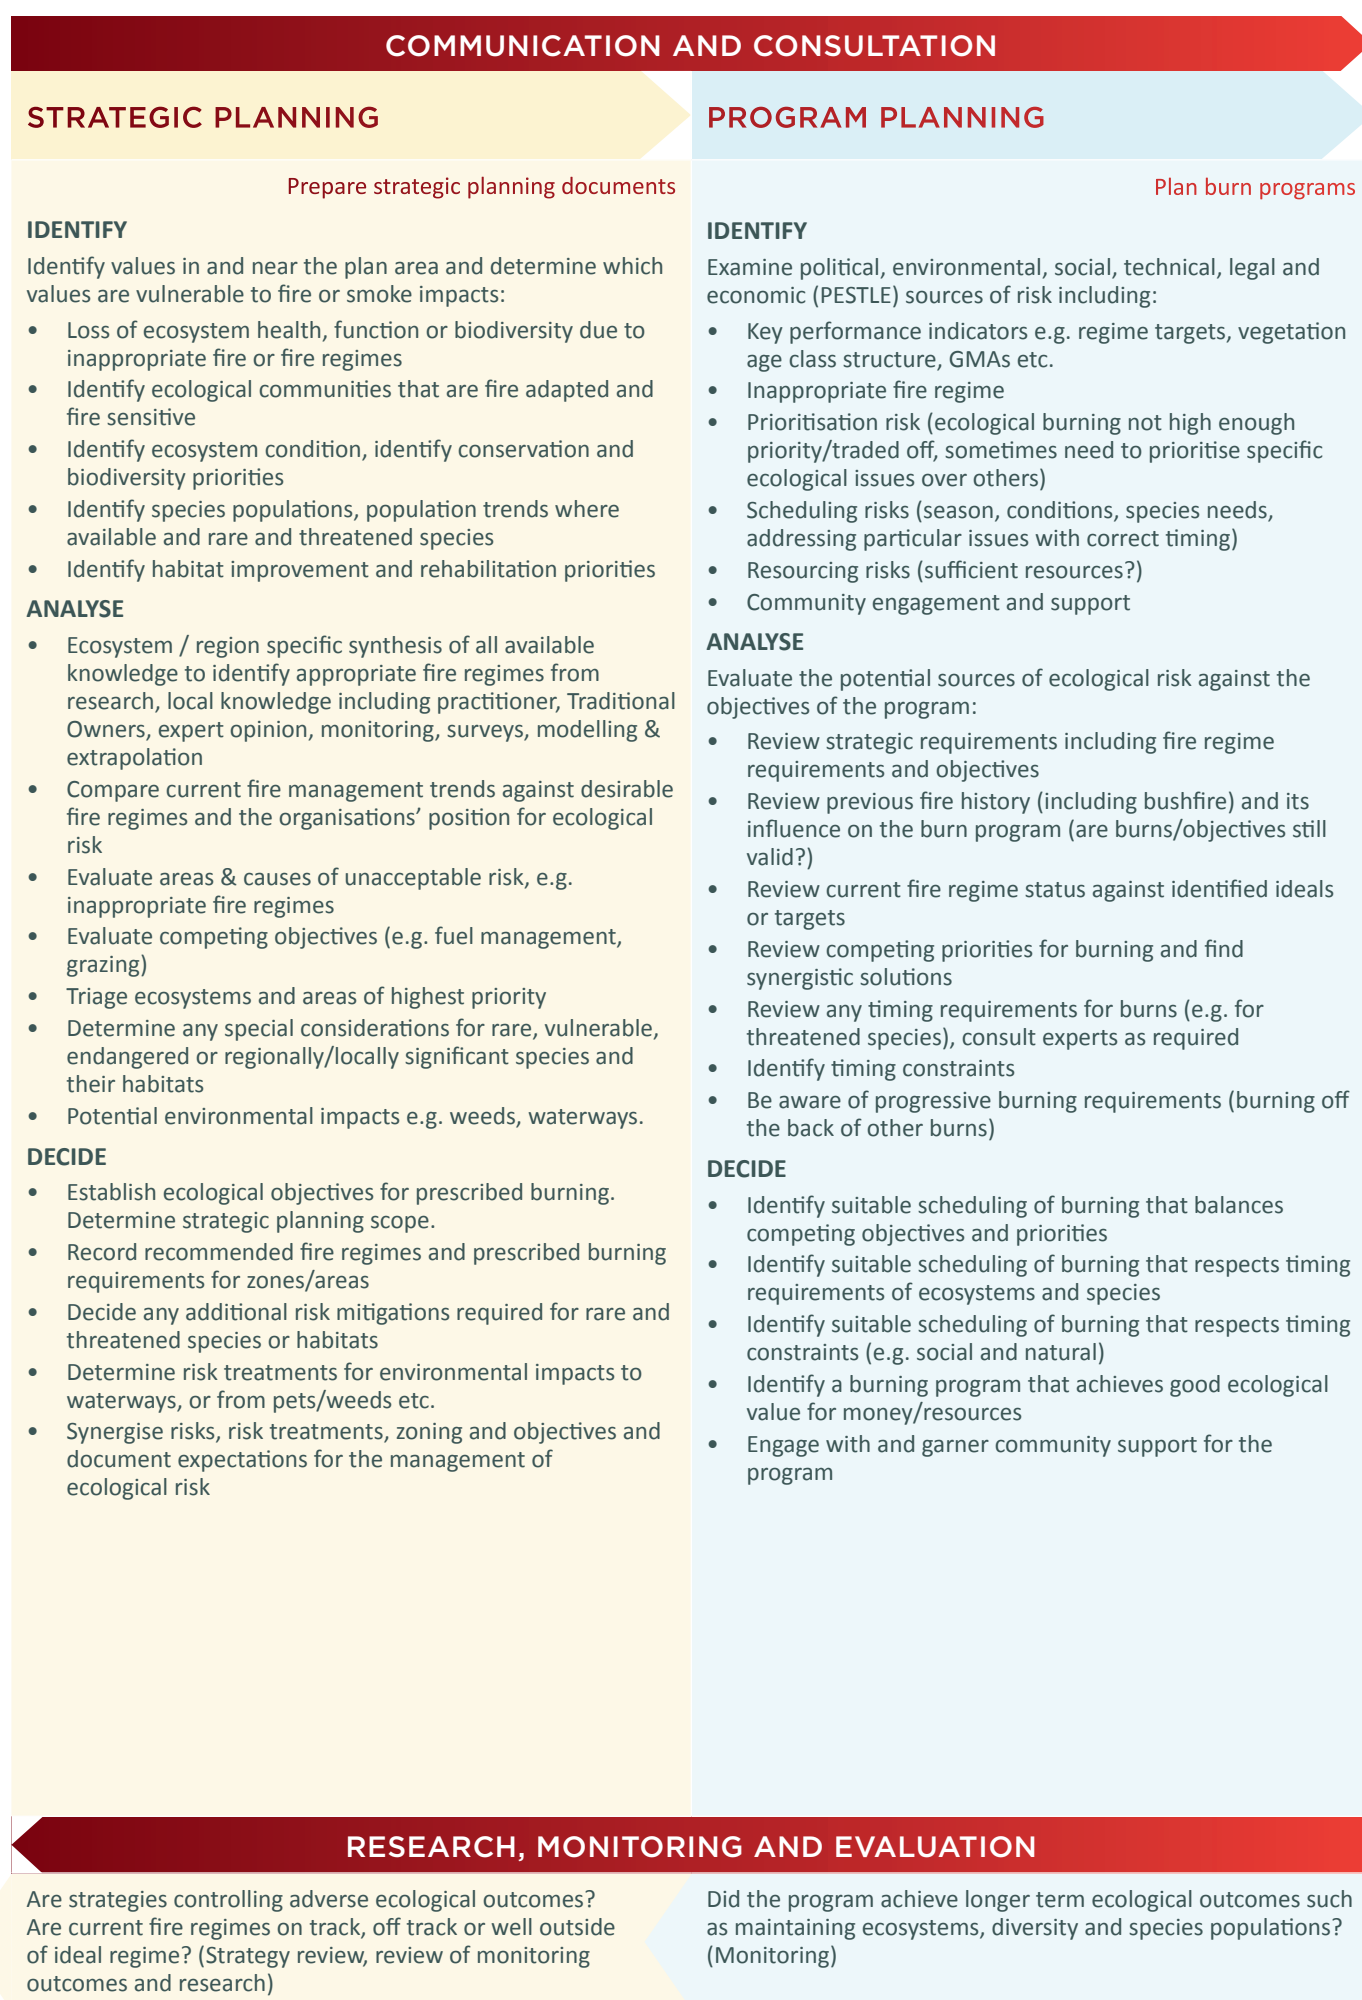 COMMUNICATION AND CONSULTATION
STRATEGIC PLANNING
Prepare strategic planning documents
IDENTIFY
Identify values in and near the plan area and determine which
values are vulnerable to fire or smoke impacts:
• Loss of ecosystem health, function or biodiversity due to
inappropriate fire or fire regimes
• Identify ecological communities that are fire adapted and
fire sensitive
• Identify ecosystem condition, identify conservation and
biodiversity priorities
• Identify species populations, population trends where
available and rare and threatened species
• Identify habitat improvement and rehabilitation priorities
ANALYSE
• Ecosystem / region specific synthesis of all available
knowledge to identify appropriate fire regimes from
research, local knowledge including practitioner, Traditional
Owners, expert opinion, monitoring, surveys, modelling &
extrapolation
• Compare current fire management trends against desirable
fire regimes and the organisations’ position for ecological
risk
• Evaluate areas & causes of unacceptable risk, e.g.
inappropriate fire regimes
• Evaluate competing objectives (e.g. fuel management,
grazing)
• Triage ecosystems and areas of highest priority
• Determine any special considerations for rare, vulnerable,
endangered or regionally/locally significant species and
their habitats
• Potential environmental impacts e.g. weeds, waterways.
DECIDE
• Establish ecological objectives for prescribed burning.
Determine strategic planning scope.
• Record recommended fire regimes and prescribed burning
requirements for zones/areas
• Decide any additional risk mitigations required for rare and
threatened species or habitats
• Determine risk treatments for environmental impacts to
waterways, or from pets/weeds etc.
• Synergise risks, risk treatments, zoning and objectives and
document expectations for the management of
ecological risk
PROGRAM PLANNING
Plan burn programs
IDENTIFY
Examine political, environmental, social, technical, legal and
economic (PESTLE) sources of risk including:
• Key performance indicators e.g. regime targets, vegetation
age class structure, GMAs etc.
• Inappropriate fire regime
• Prioritisation risk (ecological burning not high enough
priority/traded off, sometimes need to prioritise specific
ecological issues over others)
• Scheduling risks (season, conditions, species needs,
addressing particular issues with correct timing)
• Resourcing risks (sufficient resources?)
• Community engagement and support
ANALYSE
Evaluate the potential sources of ecological risk against the
objectives of the program:
• Review strategic requirements including fire regime
requirements and objectives
• Review previous fire history (including bushfire) and its
influence on the burn program (are burns/objectives still
valid?)
• Review current fire regime status against identified ideals
or targets
• Review competing priorities for burning and find
synergistic solutions
• Review any timing requirements for burns (e.g. for
threatened species), consult experts as required
• Identify timing constraints
• Be aware of progressive burning requirements (burning off
the back of other burns)
DECIDE
• Identify suitable scheduling of burning that balances
competing objectives and priorities
• Identify suitable scheduling of burning that respects timing
requirements of ecosystems and species
• Identify suitable scheduling of burning that respects timing
constraints (e.g. social and natural)
• Identify a burning program that achieves good ecological
value for money/resources
• Engage with and garner community support for the
program
RESEARCH, MONITORING AND EVALUATION
Are strategies controlling adverse ecological outcomes?
Are current fire regimes on track, off track or well outside
of ideal regime? (Strategy review, review of monitoring
outcomes and research)
Did the program achieve longer term ecological outcomes such
as maintaining ecosystems, diversity and species populations?
(Monitoring)